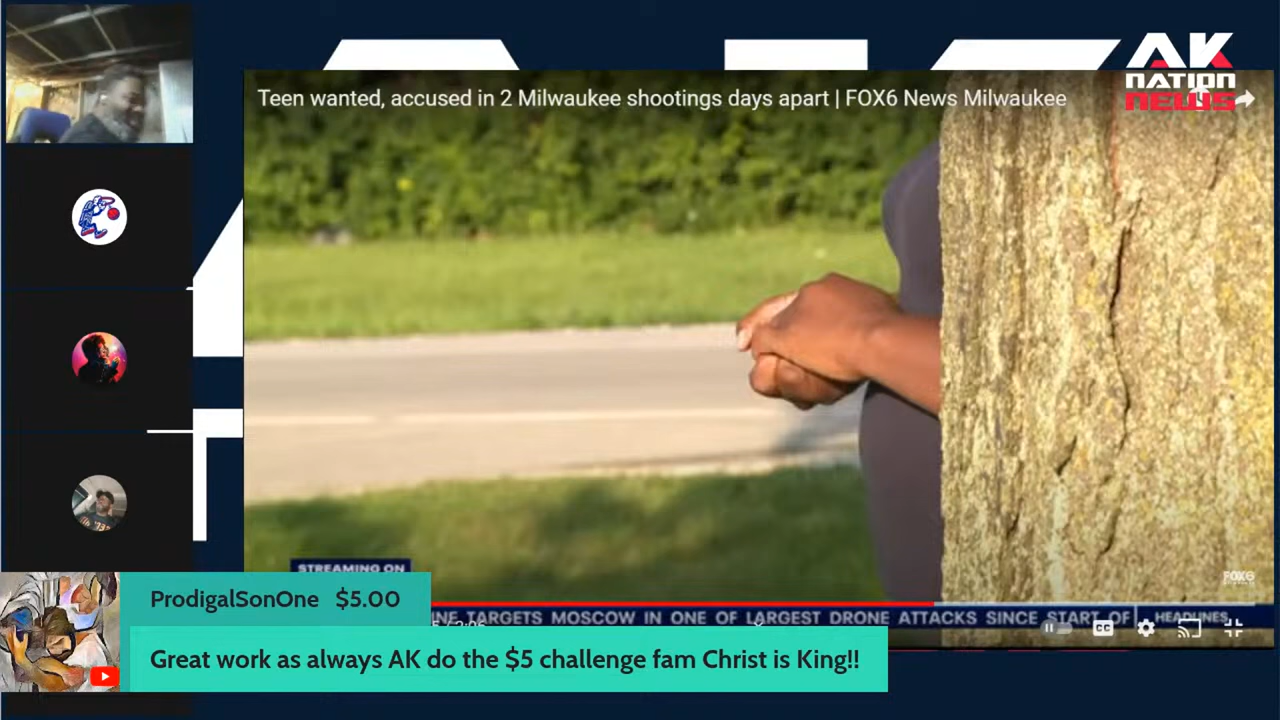 Teen wanted, accused in 2 Milwaukee shootings days apart | FOX6 News Milwaukee
AK
NATION
NEWS
FOX6
STREAMING ON
TARGETS MOSCOW IN ONE OF LARGEST DRONE ATTACKS SINCE START OF
HEADLINES
CC
ProdigalSonOne $5.00
Great work as always AK do the $5 challenge fam Christ is King!!